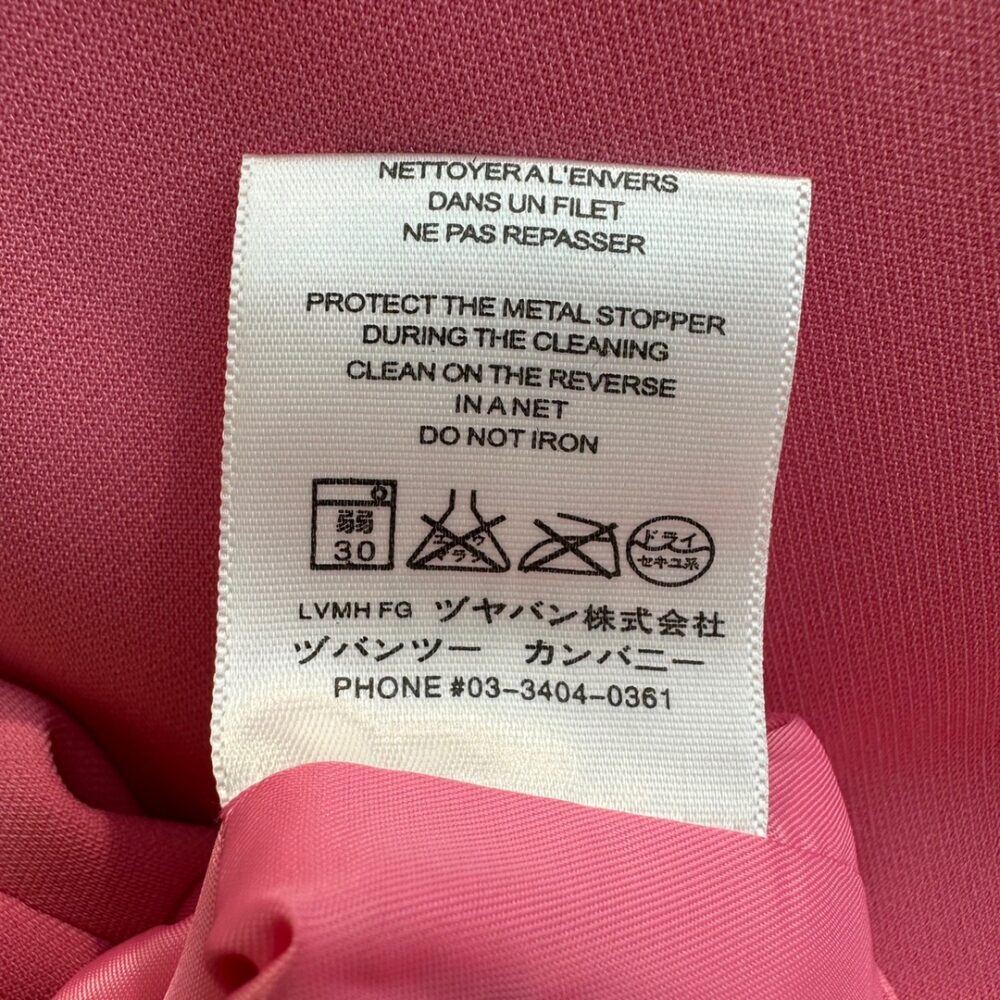 NETTOYER A L'ENVERS
DANS UN FILET
NE PAS REPASSER
PROTECT THE METAL STOPPER
DURING THE CLEANING
CLEAN ON THE REVERSE
IN A NET
DO NOT IRON
弱
30
ドライ
セキユ系
LVMH FG ヅヤバン株式会社
ヅバンツー カンバニー
PHONE #03-3404-0361